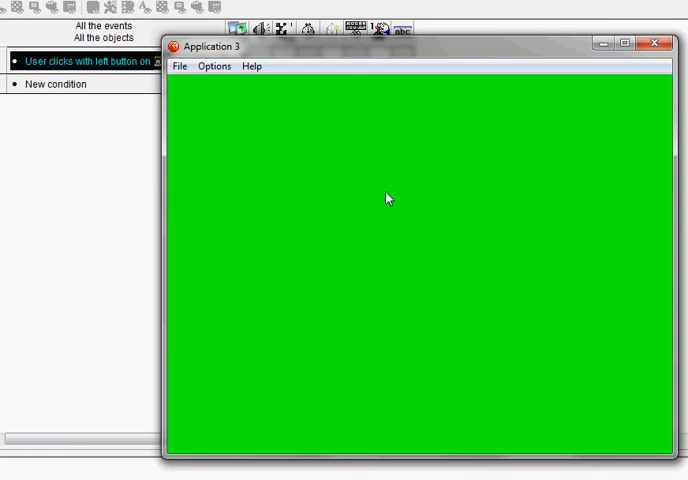 All the events
All the objects
User clicks with left button on
New condition
Application 3
File Options Help
abc